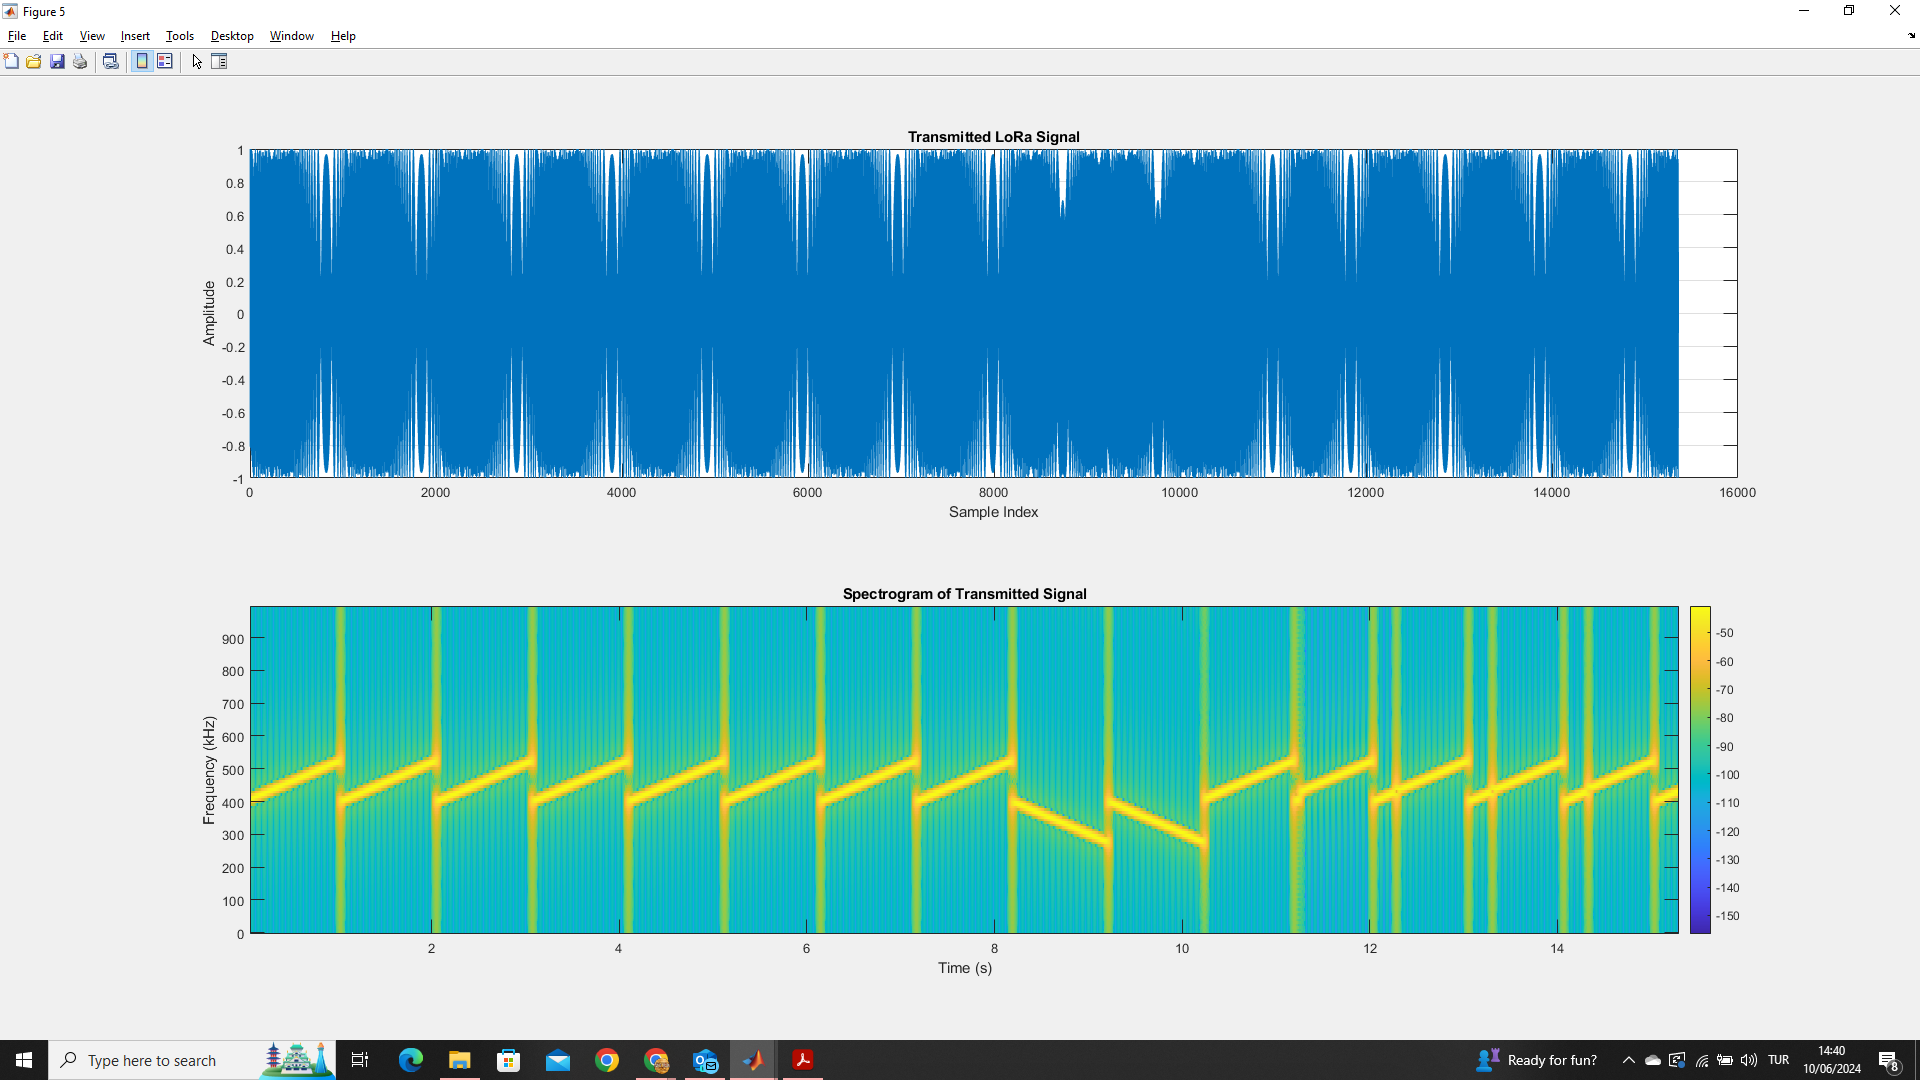 Figure 5
File Edit View Insert Tools Desktop Window Help
Transmitted LoRa Signal
1
0.8
0.6
0.4
0.2
0
-0.2
-0.4
-0.6
-0.8
-1
Amplitude
0 2000 4000 6000 8000 10000 12000 14000 16000
Sample Index
Spectrogram of Transmitted Signal
900
800
700
600
500
400
300
200
100
0
Frequency (kHz)
2 4 6 8 10 12 14
Time (s)
-50
-60
-70
-80
-90
-100
-110
-120
-130
-140
-150
Type here to search
Ready for fun?
TUR
14:40
10/06/2024
8